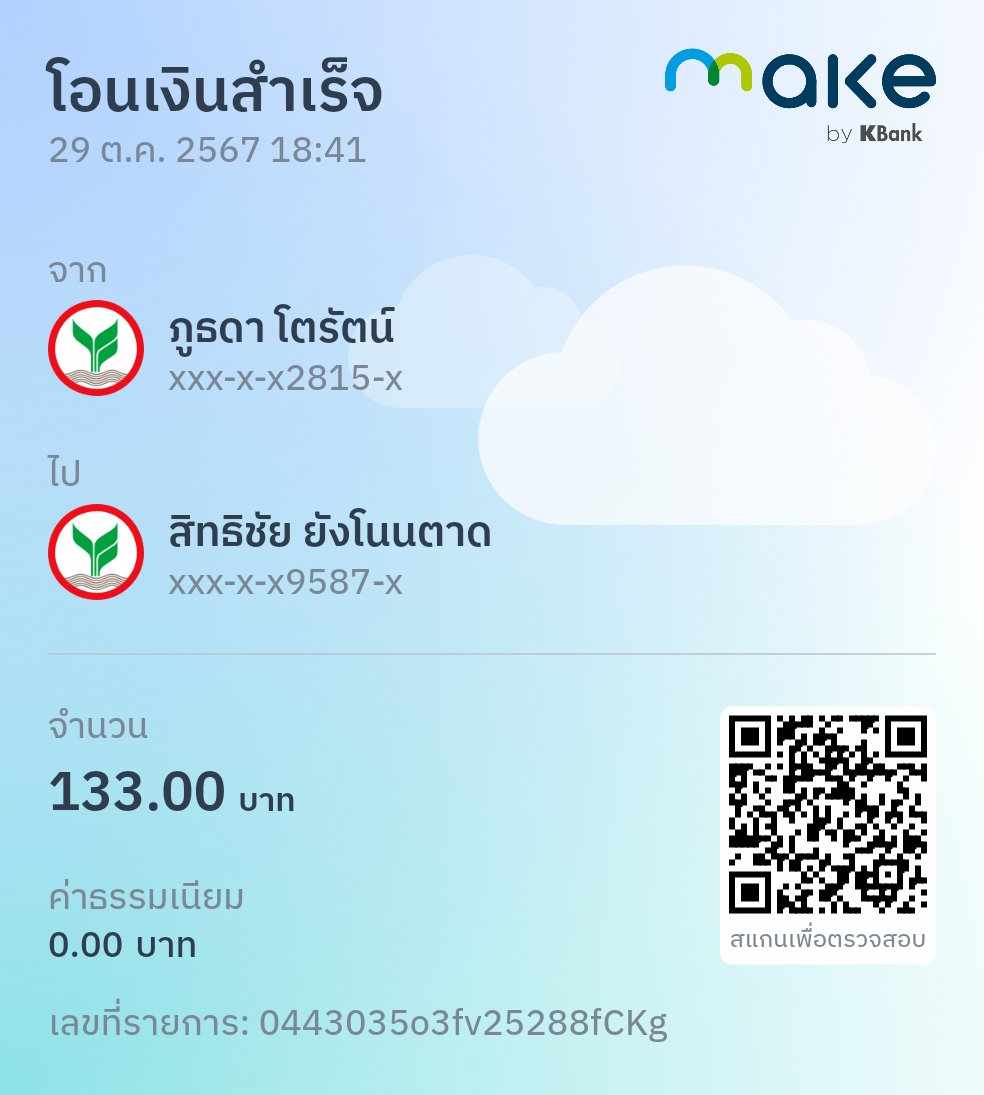 โอนเงินสำเร็จ
29 ต.ค. 2567 18:41
make
by KBank
จาก
ภูธดา โตรัตน์
xxx-x-x2815-x
ไป
สิทธิชัย ยังโนนตาด
xxx-x-x9587-x
จำนวน
133.00 บาท
ค่าธรรมเนียม
0.00 บาท
สแกนเพื่อตรวจสอบ
เลขที่รายการ: 0443035o3fv25288fCKg